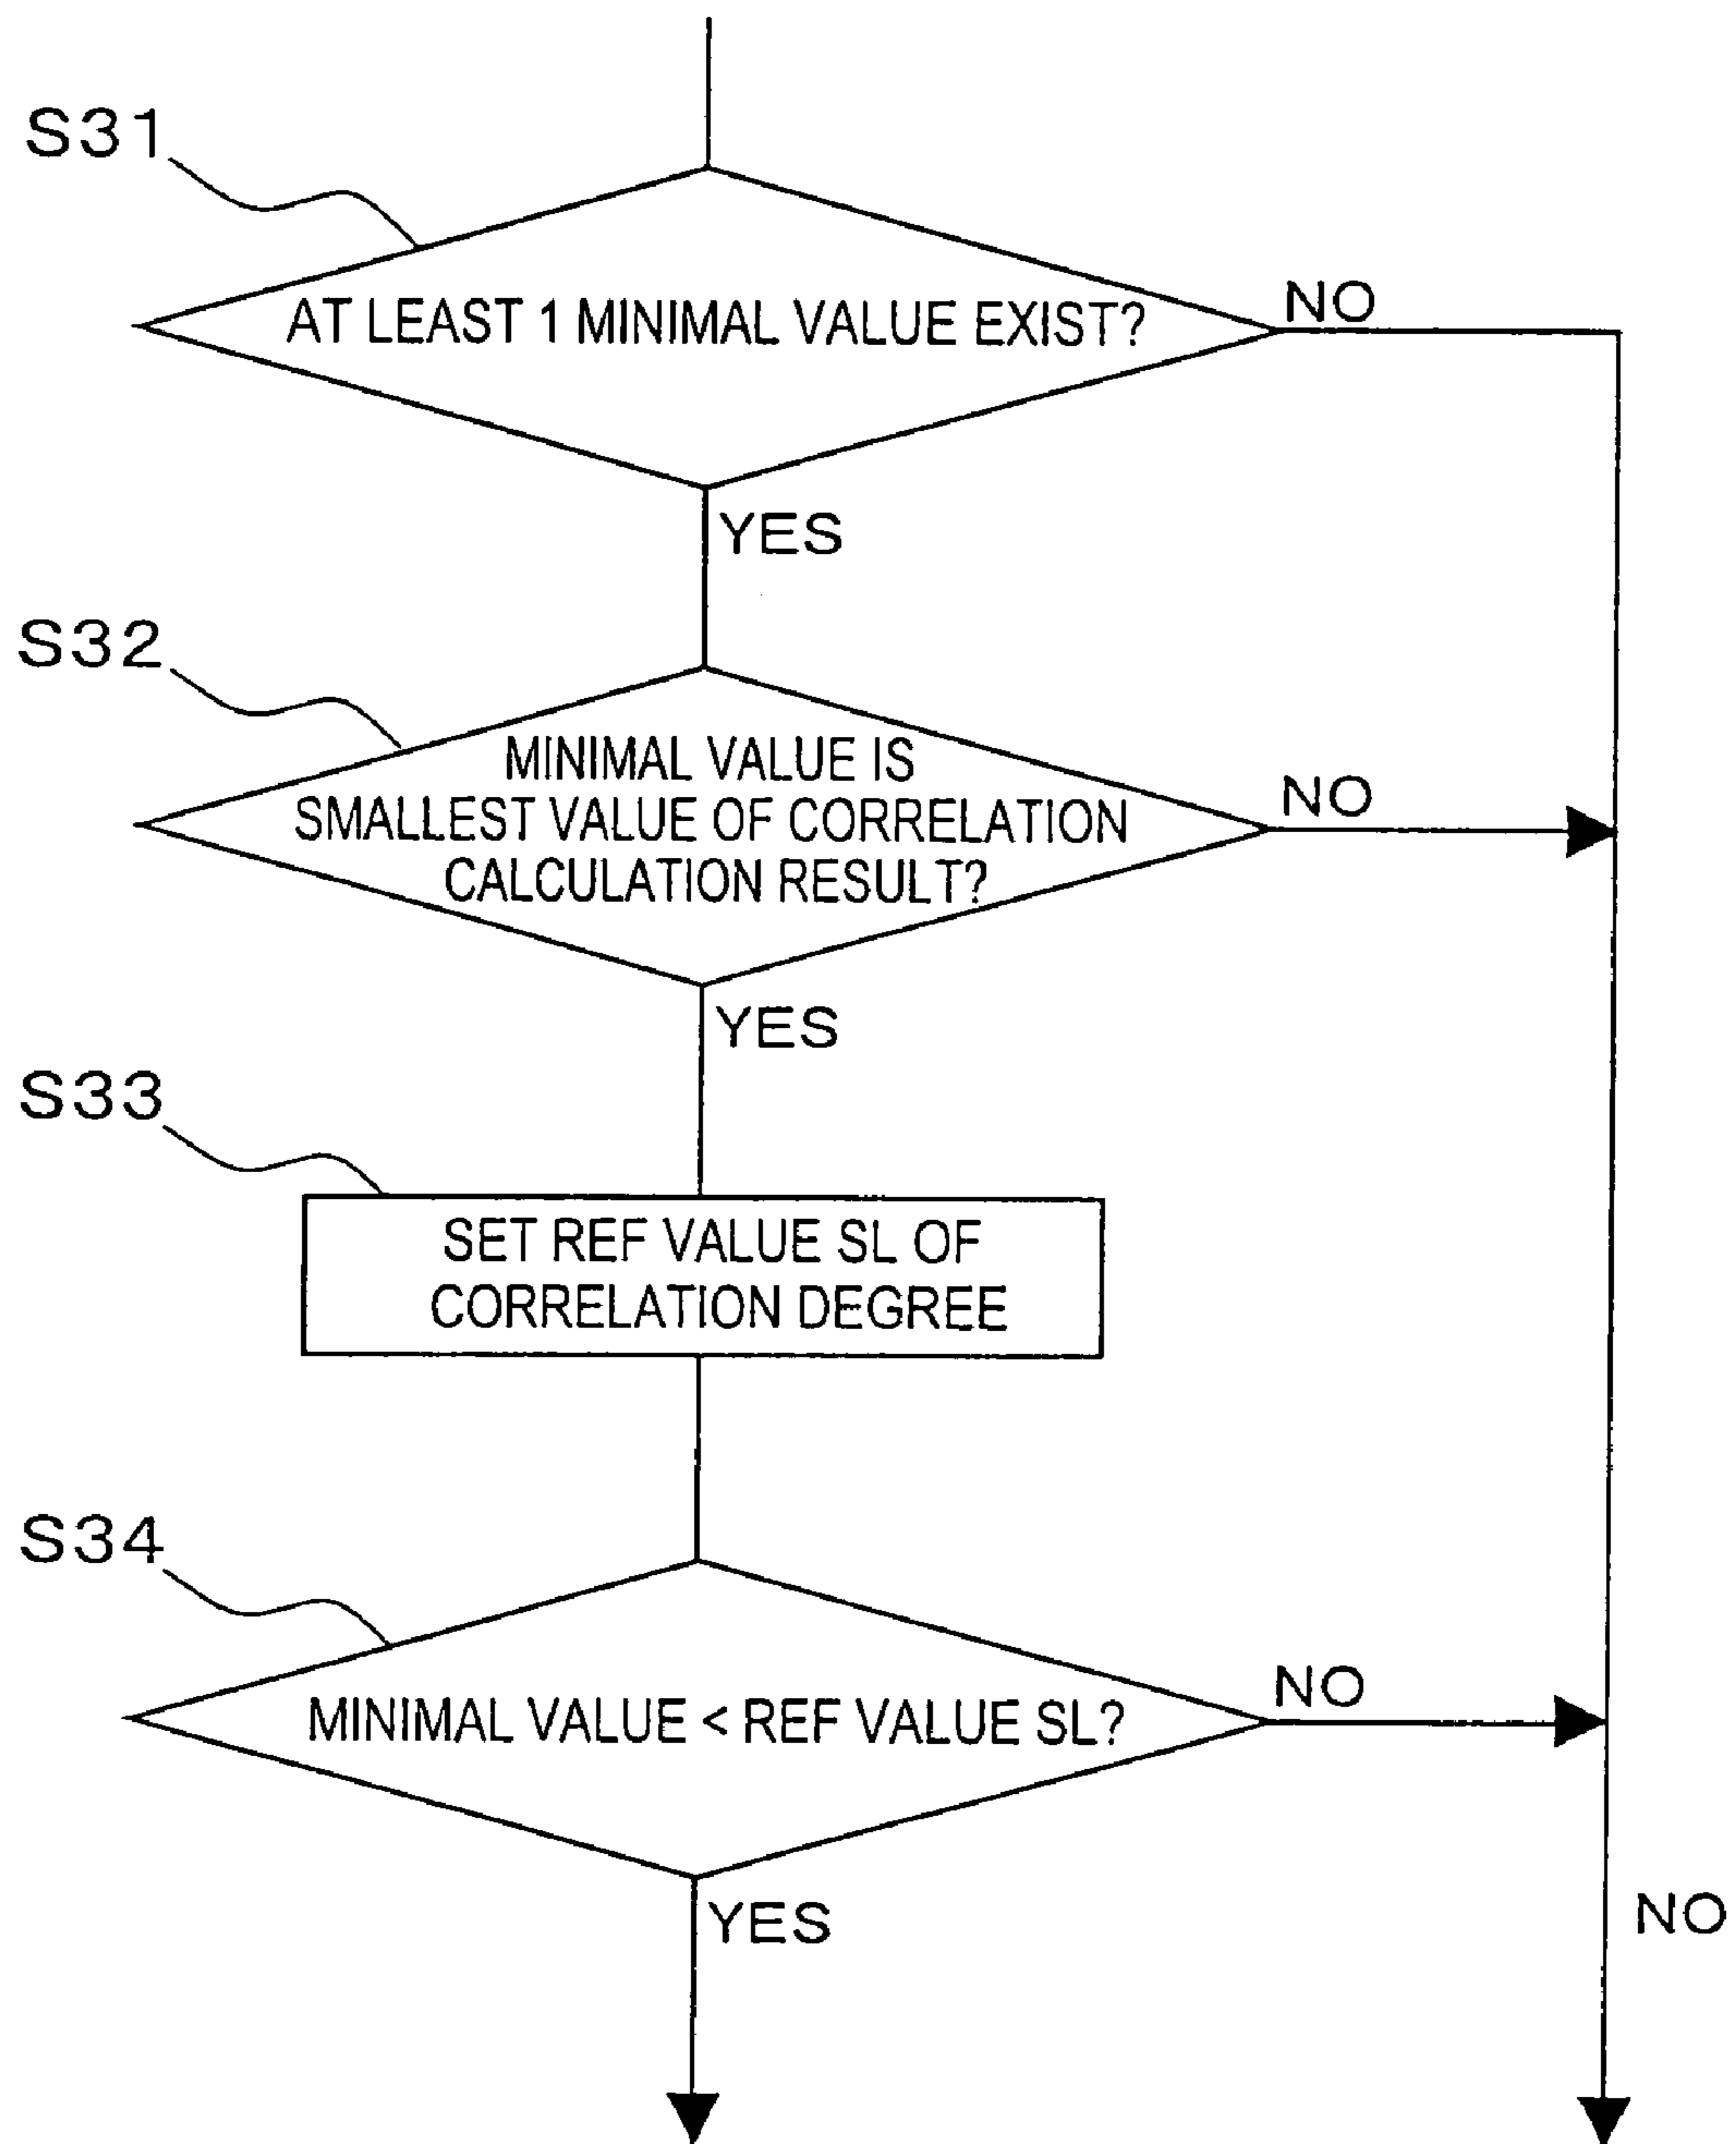 S31
AT LEAST 1 MINIMAL VALUE EXIST?
NO
YES
S32
MINIMAL VALUE IS
SMALLEST VALUE OF CORRELATION
CALCULATION RESULT?
NO
YES
S33
SET REF VALUE SL OF
CORRELATION DEGREE
S34
MINIMAL VALUE < REF VALUE SL?
NO
YES
NO